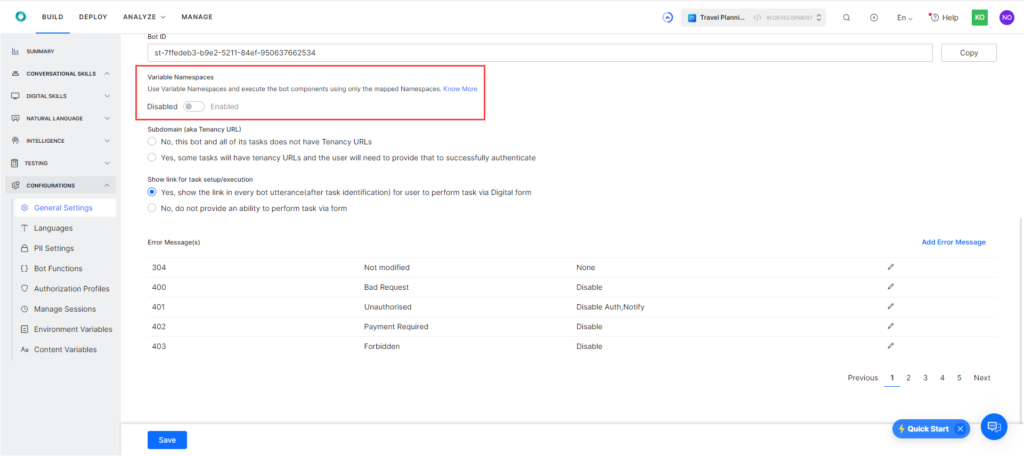 BUILD DEPLOY ANALYZE MANAGE Travel Planni... IN DEVELOPMENT En Help KO NO
SUMMARY
CONVERSATIONAL SKILLS
DIGITAL SKILLS
NATURAL LANGUAGE
INTELLIGENCE
TESTING
CONFIGURATIONS
General Settings
Languages
PII Settings
Bot Functions
Authorization Profiles
Manage Sessions
Environment Variables
Aa Content Variables
Bot ID
st-7ffedeb3-b9e2-5211-84ef-950637662534 Copy
Variable Namespaces
Use Variable Namespaces and execute the bot components using only the mapped Namespaces. Know More
Disabled Enabled
Subdomain (aka Tenancy URL)
No, this bot and all of its tasks does not have Tenancy URLs
Yes, some tasks will have tenancy URLs and the user will need to provide that to successfully authenticate
Show link for task setup/execution
Yes, show the link in every bot utterance(after task identification) for user to perform task via Digital form
No, do not provide an ability to perform task via form
Error Message(s) Add Error Message
304 Not modified None
400 Bad Request Disable
401 Unauthorised Disable Auth,Notify
402 Payment Required Disable
403 Forbidden Disable
Previous 1 2 3 4 5 Next
Save
Quick Start